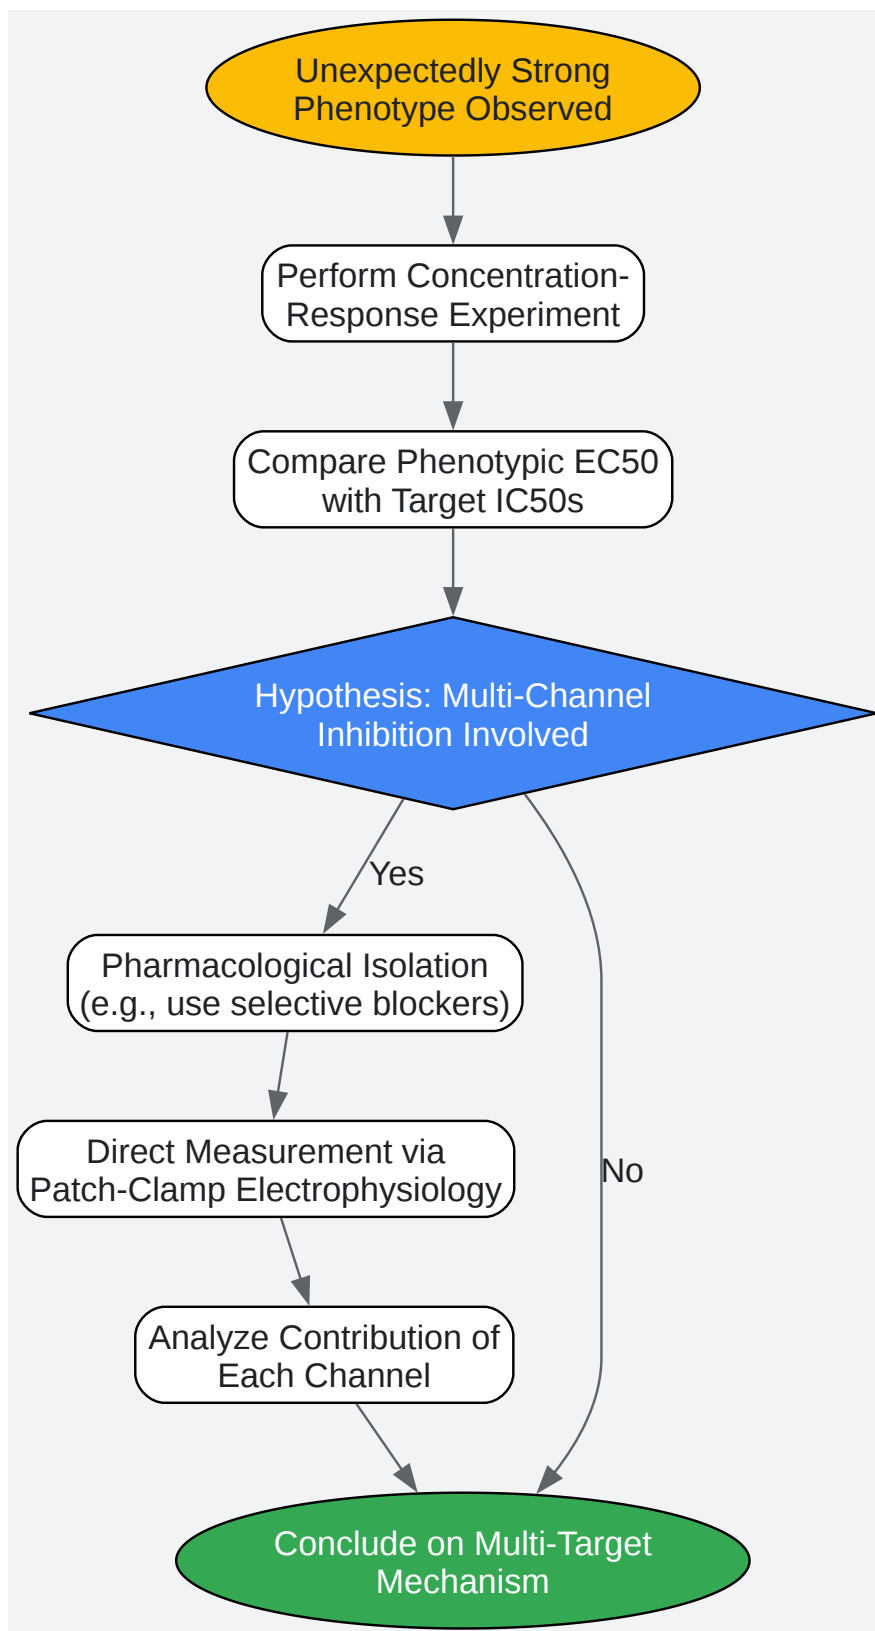 Unexpectedly Strong
Phenotype Observed
Perform Concentration-
Response Experiment
Compare Phenotypic EC50
with Target IC50s
Hypothesis: Multi-Channel
Inhibition Involved
Yes
Pharmacological Isolation
(e.g., use selective blockers)
Direct Measurement via
Patch-Clamp Electrophysiology
No
Analyze Contribution of
Each Channel
Conclude on Multi-Target
Mechanism